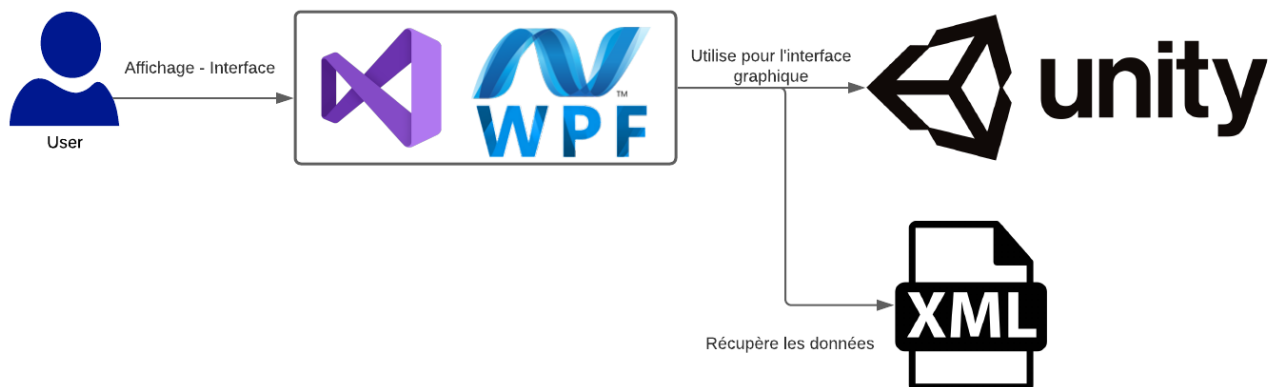 Affichage - Interface
User
WPF
TM
Utilise pour l'interface
graphique
unity
XML
Récupère les données